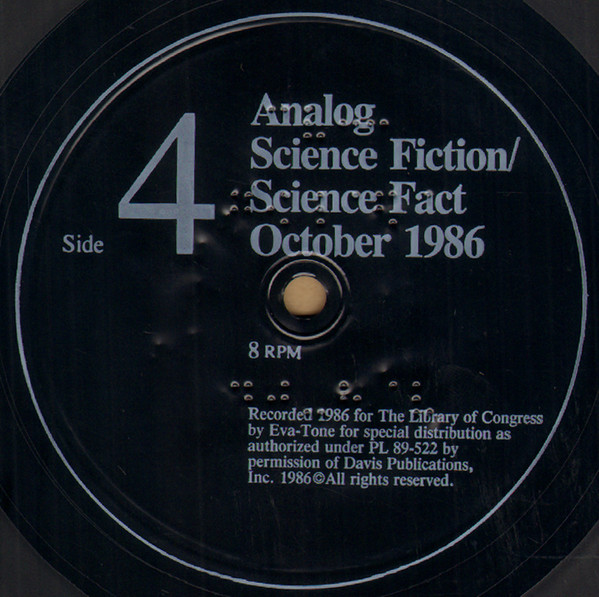 Analog
Science Fiction/
Science Fact
October 1986
Side 4
8 RPM
Recorded 1986 for The Library of Congress
by Eva-Tone for special distribution as
authorized under PL 89-522 by
permission of Davis Publications,
Inc. 1986 © All rights reserved.